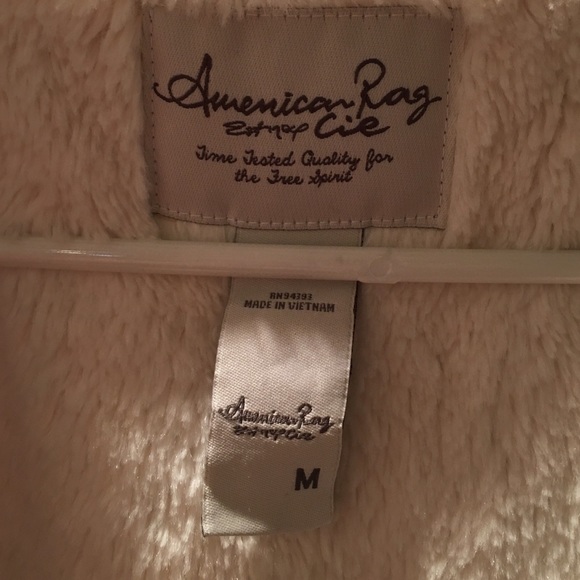 American Rag
Cie
Time Tested Quality for
the Free Spirit
RN94393
MADE IN VIETNAM
American Rag
Cie
M